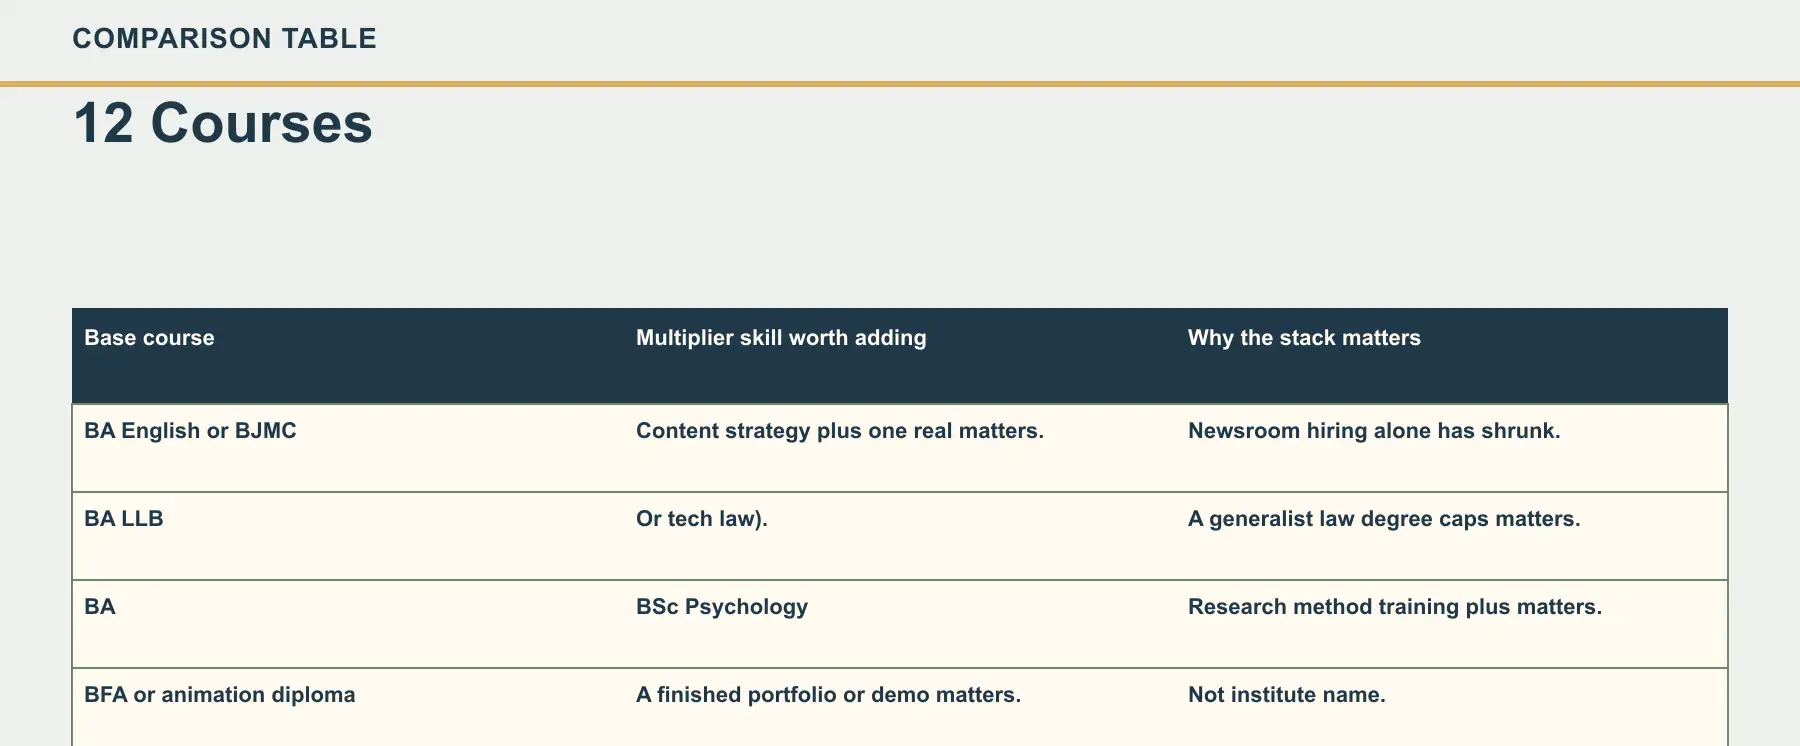 COMPARISON TABLE
12 Courses
Base course Multiplier skill worth adding Why the stack matters
BA English or BJMC Content strategy plus one real matters. Newsroom hiring alone has shrunk.
BA LLB Or tech law). A generalist law degree caps matters.
BA BSc Psychology Research method training plus matters.
BFA or animation diploma A finished portfolio or demo matters. Not institute name.